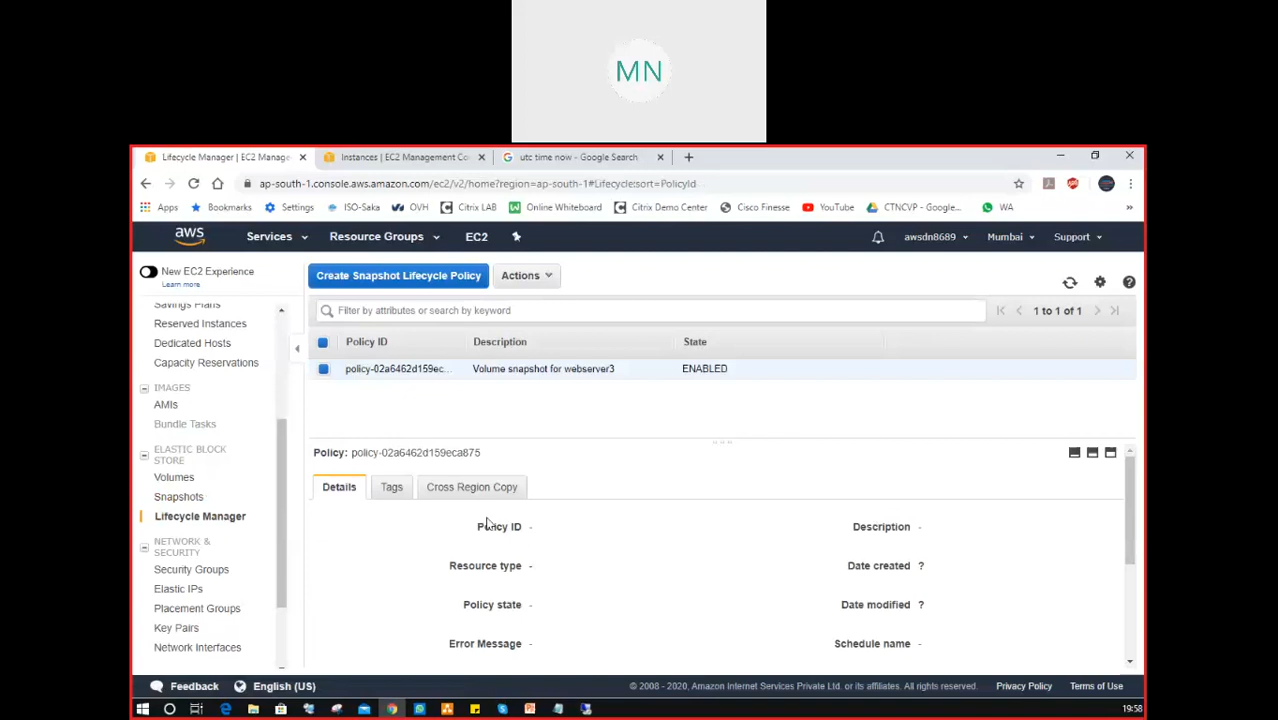 MN
Lifecycle Manager | EC2 Manage
Instances | EC2 Management Co
utc time now - Google Search
ap-south-1.console.aws.amazon.com/ec2/v2/home?region=ap-south-1#Lifecycle:sort=PolicyId
Apps
Bookmarks
Settings
ISO-Saka
OVH
Citrix LAB
Online Whiteboard
Citrix Demo Center
Cisco Finesse
YouTube
CTNCVP - Google...
WA
aws
Services
Resource Groups
EC2
awsdn8689
Mumbai
Support
New EC2 Experience
Learn more
Savings Plans
Reserved Instances
Dedicated Hosts
Capacity Reservations
IMAGES
AMIs
Bundle Tasks
ELASTIC BLOCK
STORE
Volumes
Snapshots
Lifecycle Manager
NETWORK &
SECURITY
Security Groups
Elastic IPs
Placement Groups
Key Pairs
Network Interfaces
Create Snapshot Lifecycle Policy
Actions
Filter by attributes or search by keyword
1 to 1 of 1
Policy ID
Description
State
policy-02a6462d159ec...
Volume snapshot for webserver3
ENABLED
Policy: policy-02a6462d159eca875
Details
Tags
Cross Region Copy
Policy ID -
Description -
Resource type -
Date created ?
Policy state -
Date modified ?
Error Message -
Schedule name -
Feedback
English (US)
© 2008 - 2020, Amazon Internet Services Private Ltd. or its affiliates. All rights reserved.
Privacy Policy
Terms of Use
19:58